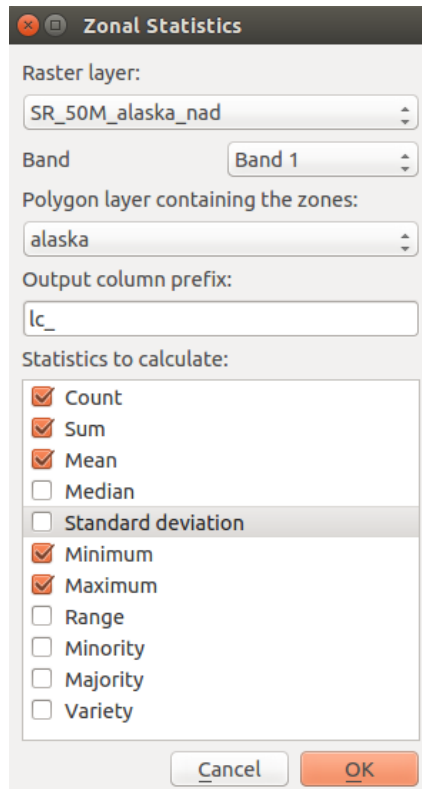 Zonal Statistics
Raster layer:
SR_50M_alaska_nad
Band Band 1
Polygon layer containing the zones:
alaska
Output column prefix:
lc_
Statistics to calculate:
Count
Sum
Mean
Median
Standard deviation
Minimum
Maximum
Range
Minority
Majority
Variety
Cancel OK